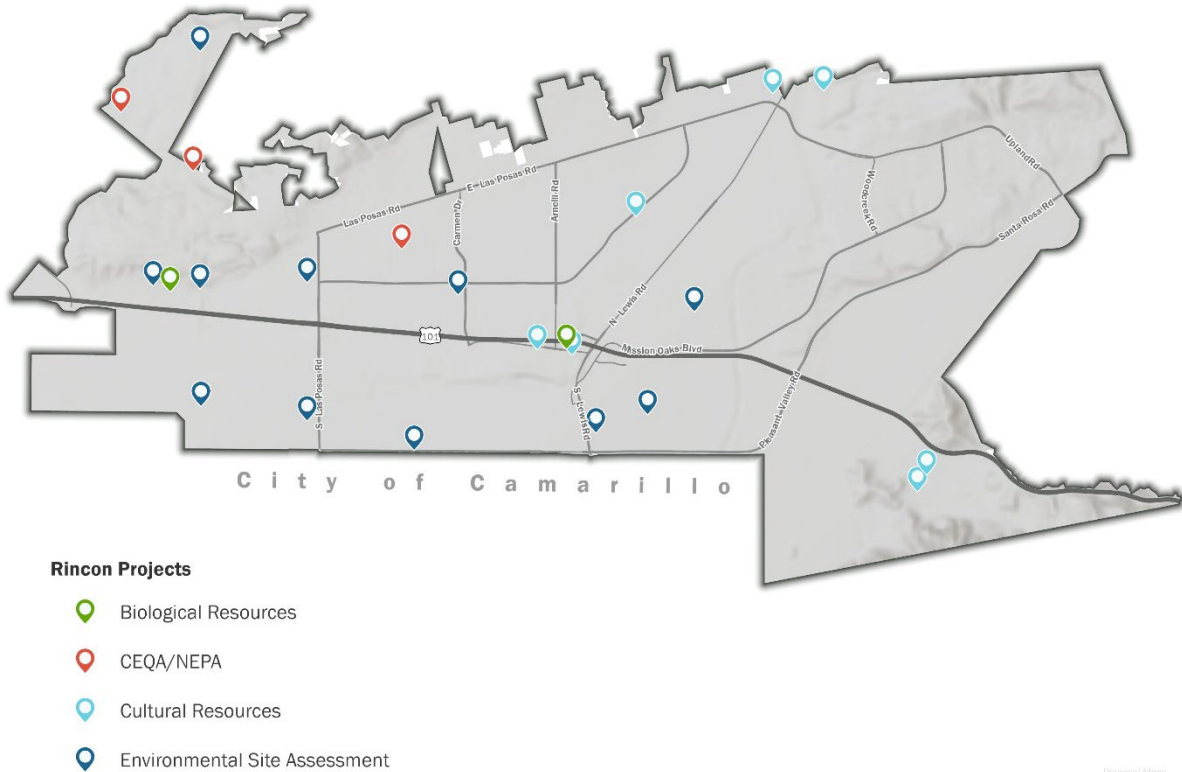 Upland Rd
Woodcreek Rd
Santa Rosa Rd
E Las Posas Rd
Las Posas Rd
Carmen Dr
Arneill Rd
N Lewis Rd
101
Mission Oaks Blvd
S Las Posas Rd
S Lewis Rd
Pleasant Valley Rd
City of Camarillo
Rincon Projects
Biological Resources
CEQA/NEPA
Cultural Resources
Environmental Site Assessment